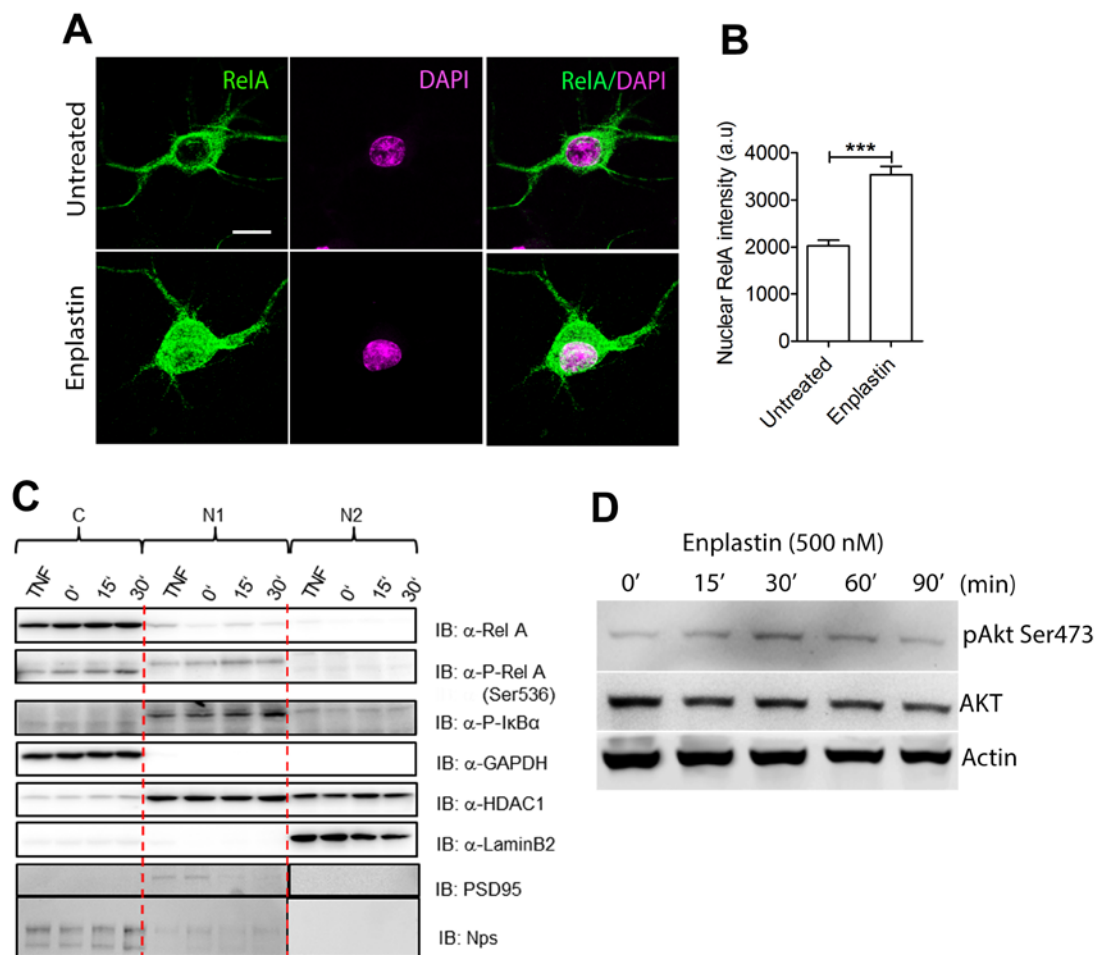 A
RelA
DAPI
RelA/DAPI
Untreated
Enplastin
B
Nuclear RelA intensity (a.u)
4000
3000
2000
1000
0
***
Untreated
Enplastin
C
C N1 N2
TNF 0' 15' 30' TNF 0' 15' 30' TNF 0' 15' 30'
IB: α-Rel A
IB: α-P-Rel A
(Ser536)
IB: α-P-IκBα
IB: α-GAPDH
IB: α-HDAC1
IB: α-LaminB2
IB: PSD95
IB: Nps
D
Enplastin (500 nM)
0′ 15′ 30′ 60′ 90′ (min)
pAkt Ser473
AKT
Actin